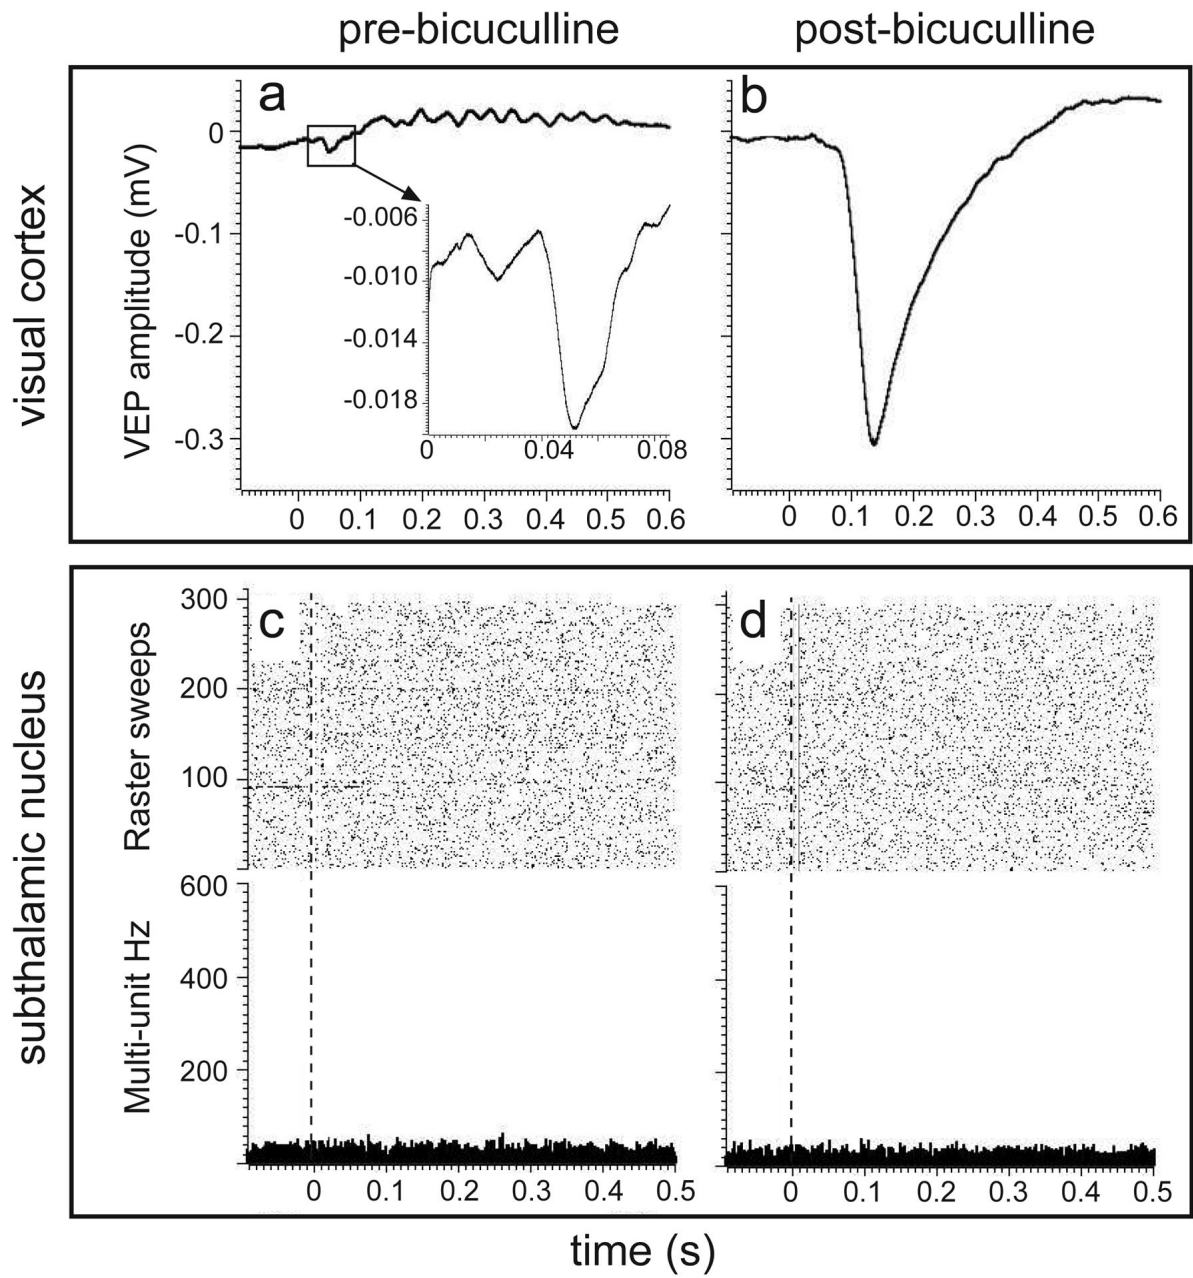 pre-bicuculline post-bicuculline
visual cortex
VEP amplitude (mV)
a
0
-0.1
-0.2
-0.3
-0.006
-0.010
-0.014
-0.018
0 0.04 0.08
0 0.1 0.2 0.3 0.4 0.5 0.6
b
0 0.1 0.2 0.3 0.4 0.5 0.6
subthalamic nucleus
Raster sweeps
300
200
100
c
d
Multi-unit Hz
600
400
200
0 0.1 0.2 0.3 0.4 0.5
0 0.1 0.2 0.3 0.4 0.5
time (s)